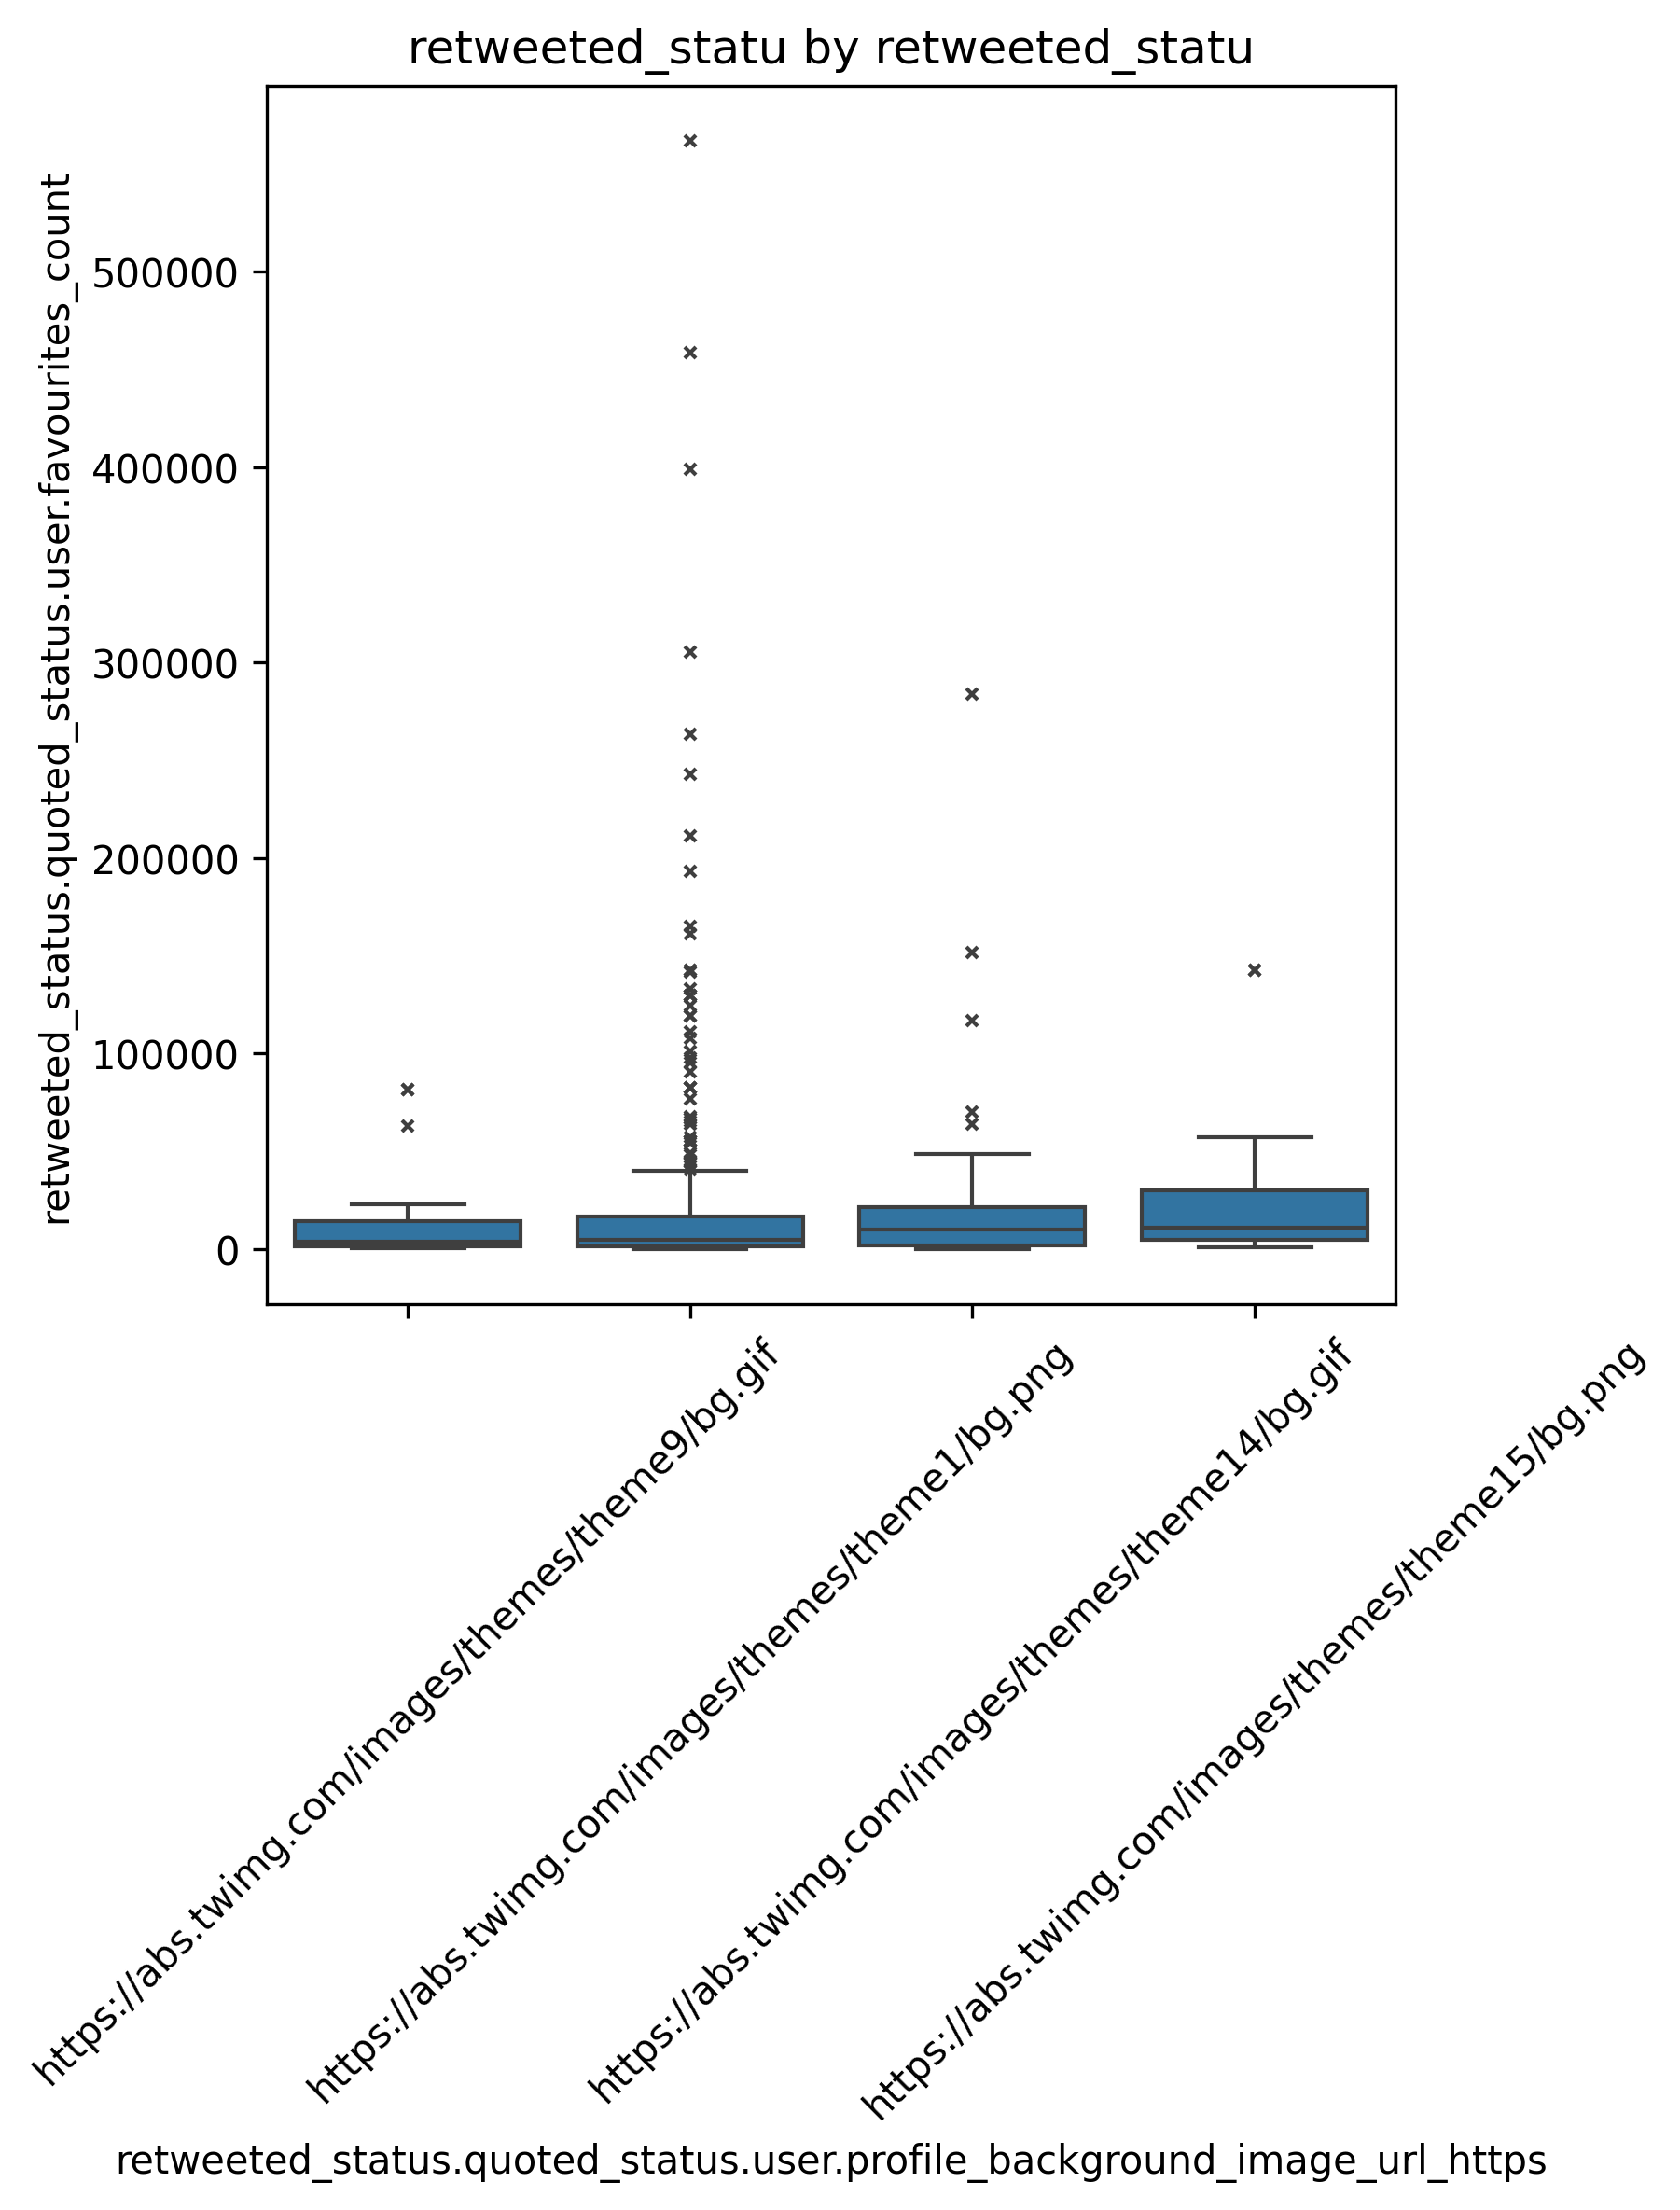 retweeted_statu by retweeted_statu
retweeted_status.quoted_status.user.favourites_count
500000
400000
300000
200000
100000
0
https://abs.twimg.com/images/themes/theme9/bg.gif
https://abs.twimg.com/images/themes/theme1/bg.png
https://abs.twimg.com/images/themes/theme14/bg.gif
https://abs.twimg.com/images/themes/theme15/bg.png
retweeted_status.quoted_status.user.profile_background_image_url_https